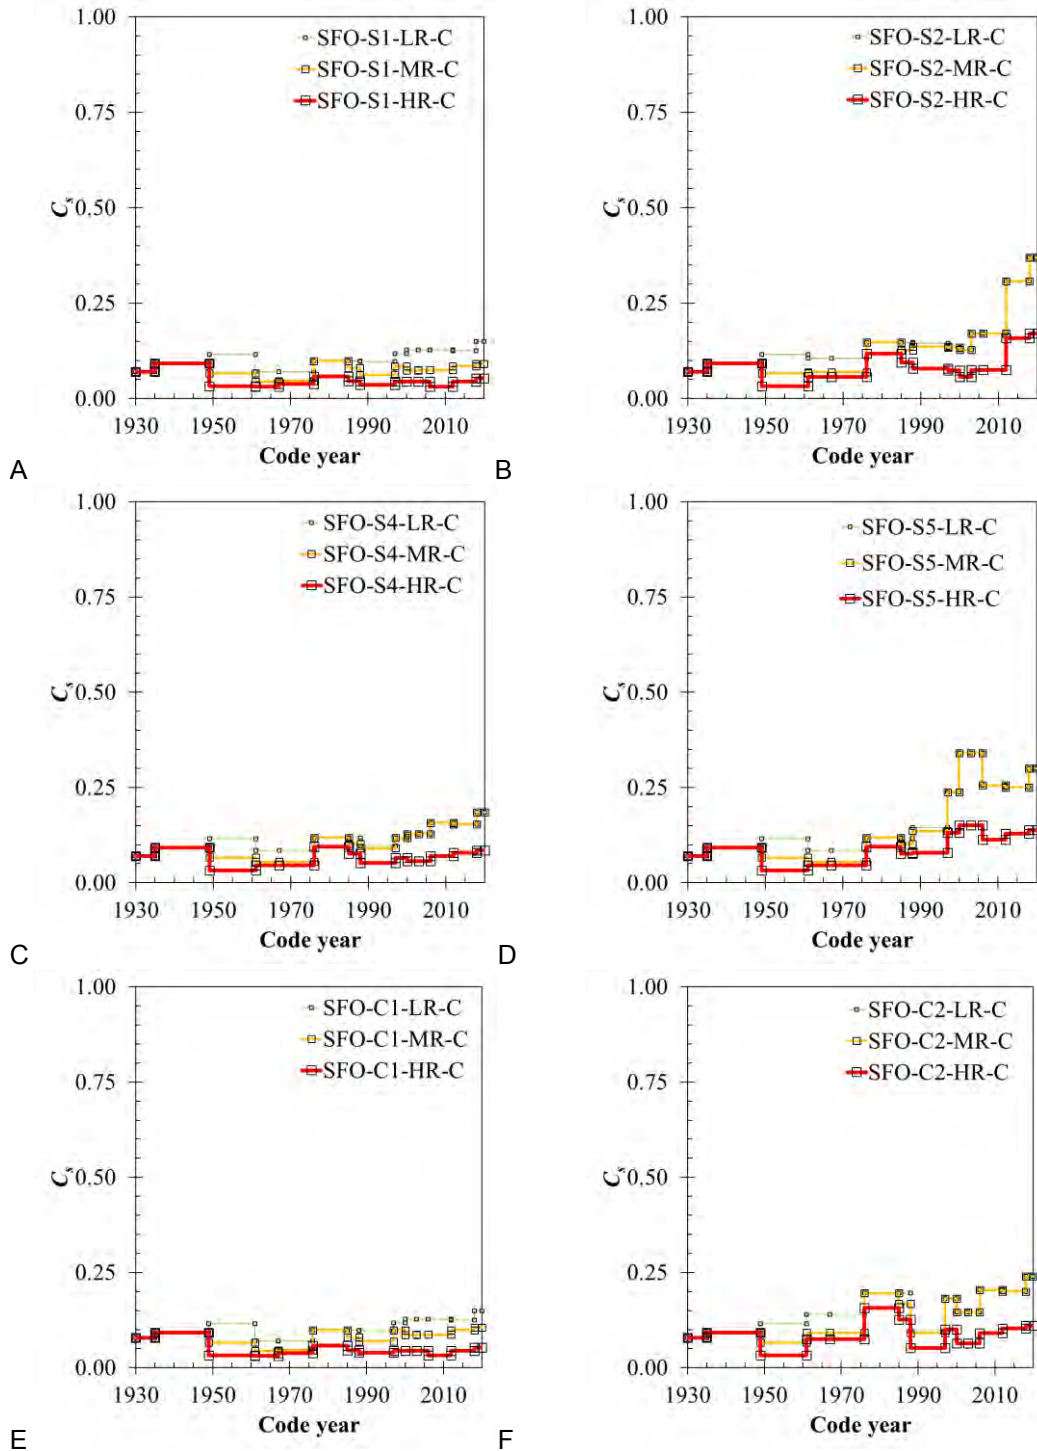 1.00
SFO-S1-LR-C
SFO-S1-MR-C
SFO-S1-HR-C
0.75
0.50
Cs
0.25
0.00
1930 1950 1970 1990 2010
Code year
A
1.00
SFO-S2-LR-C
SFO-S2-MR-C
SFO-S2-HR-C
0.75
0.50
Cs
0.25
0.00
1930 1950 1970 1990 2010
Code year
B
1.00
SFO-S4-LR-C
SFO-S4-MR-C
SFO-S4-HR-C
0.75
0.50
Cs
0.25
0.00
1930 1950 1970 1990 2010
Code year
C
1.00
SFO-S5-LR-C
SFO-S5-MR-C
SFO-S5-HR-C
0.75
0.50
Cs
0.25
0.00
1930 1950 1970 1990 2010
Code year
D
1.00
SFO-C1-LR-C
SFO-C1-MR-C
SFO-C1-HR-C
0.75
0.50
Cs
0.25
0.00
1930 1950 1970 1990 2010
Code year
E
1.00
SFO-C2-LR-C
SFO-C2-MR-C
SFO-C2-HR-C
0.75
0.50
Cs
0.25
0.00
1930 1950 1970 1990 2010
Code year
F